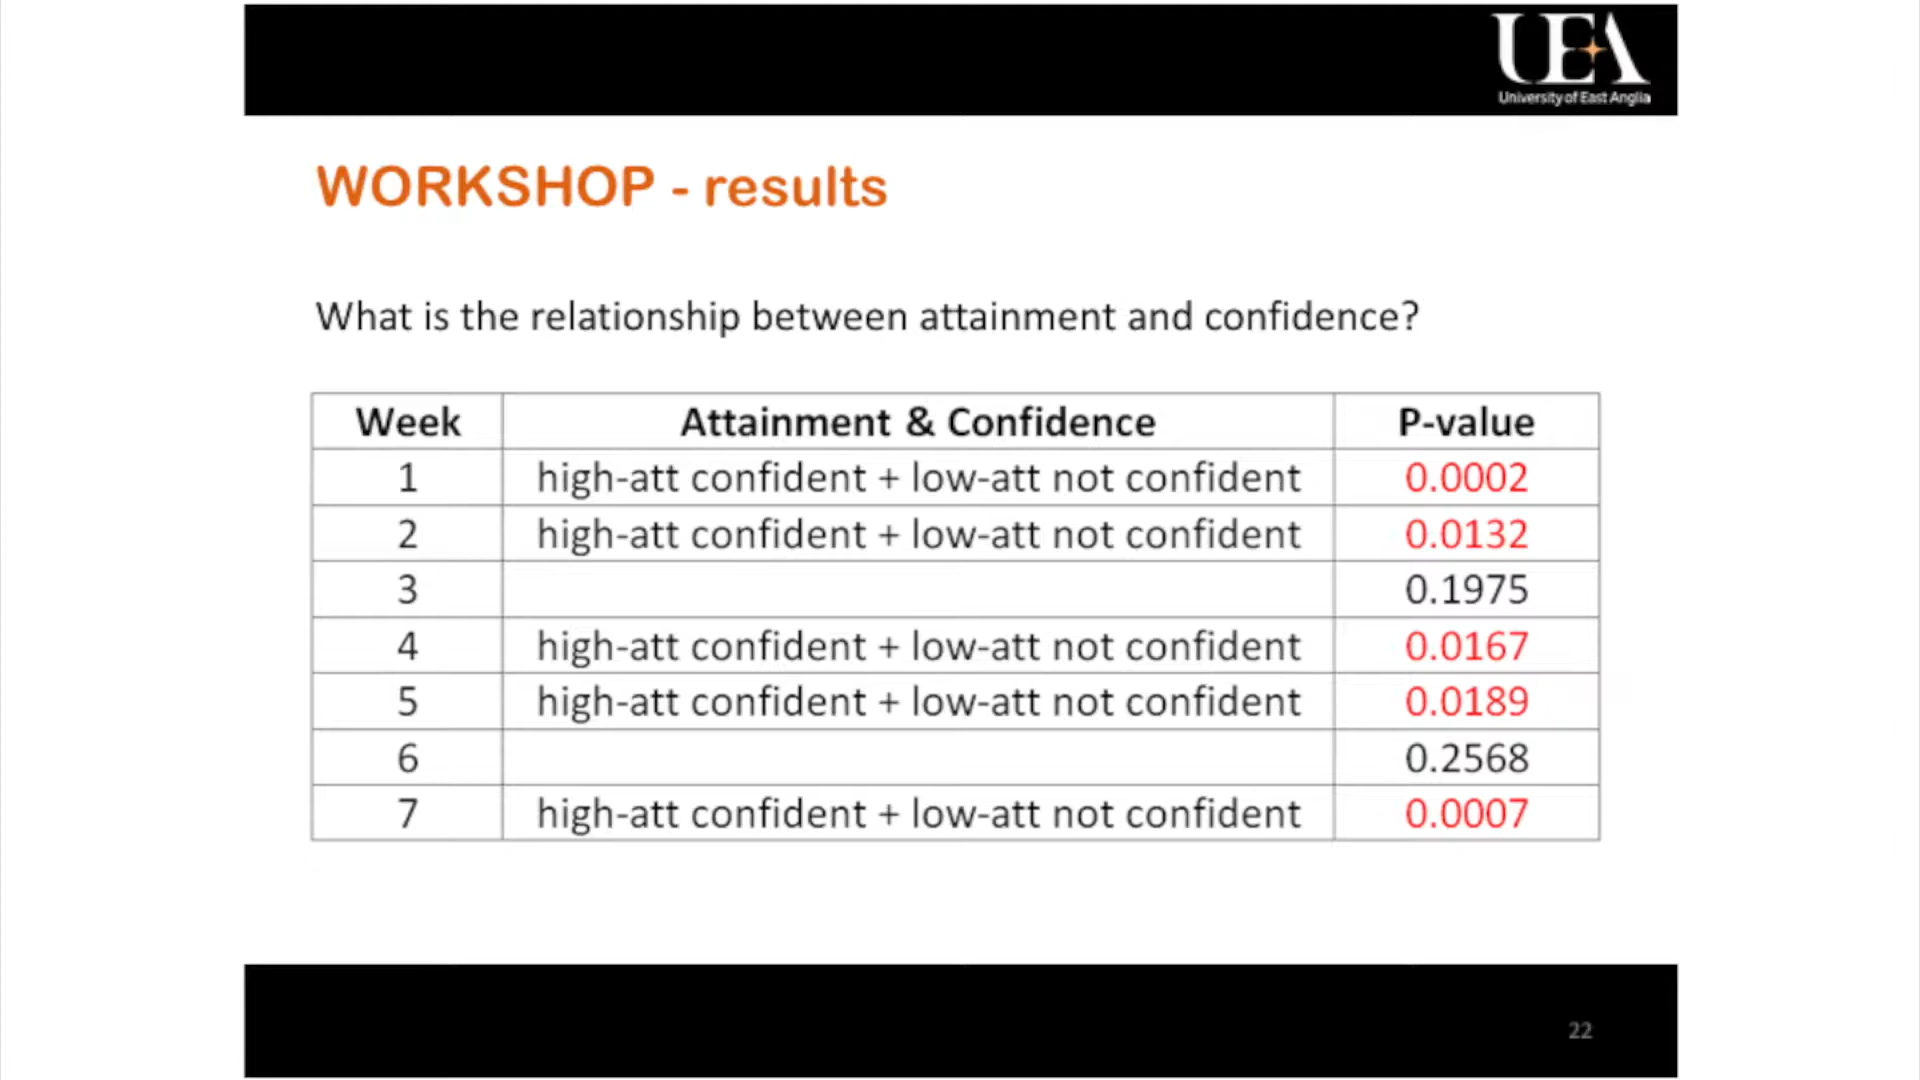 UEA
University of East Anglia
WORKSHOP - results
What is the relationship between attainment and confidence?
Week Attainment & Confidence P-value
1 high-att confident + low-att not confident 0.0002
2 high-att confident + low-att not confident 0.0132
3 0.1975
4 high-att confident + low-att not confident 0.0167
5 high-att confident + low-att not confident 0.0189
6 0.2568
7 high-att confident + low-att not confident 0.0007
22